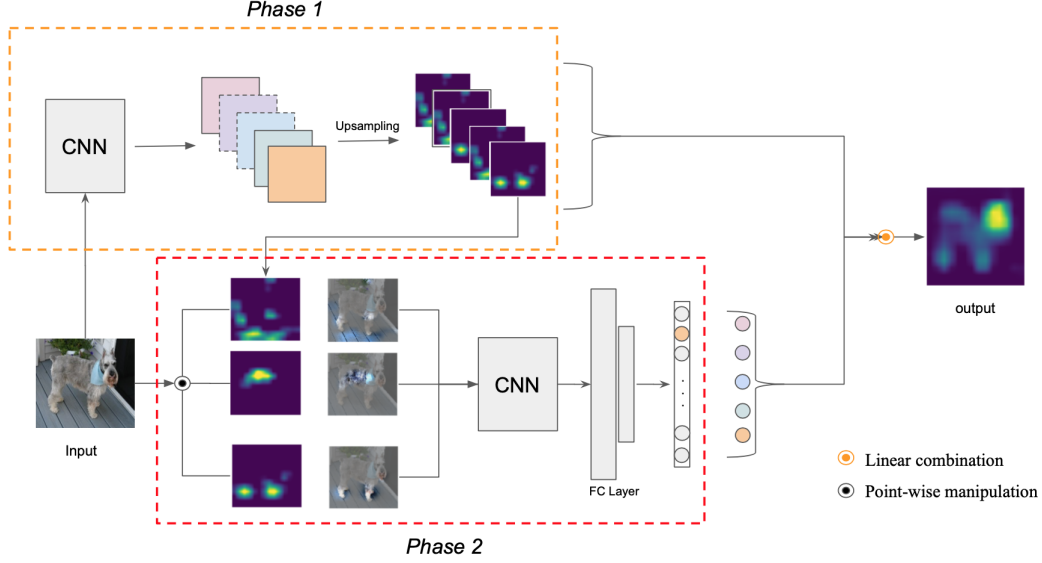 Phase 1
CNN
Upsampling
output
CNN
Input
FC Layer
Linear combination
Point-wise manipulation
Phase 2